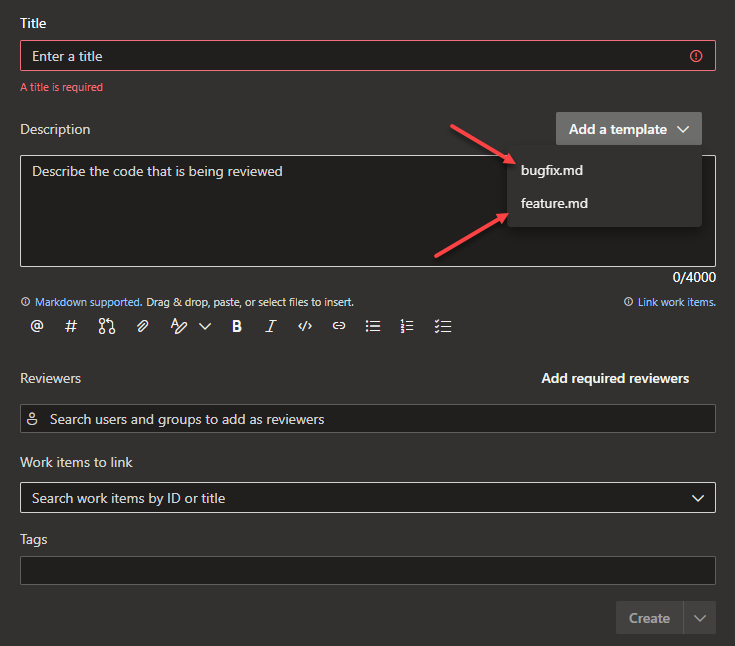 Title
Enter a title
A title is required
Description
Add a template
Describe the code that is being reviewed
bugfix.md
feature.md
0/4000
Markdown supported. Drag & drop, paste, or select files to insert.
Link work items.
@ # B I </>
Reviewers
Add required reviewers
Search users and groups to add as reviewers
Work items to link
Search work items by ID or title
Tags
Create